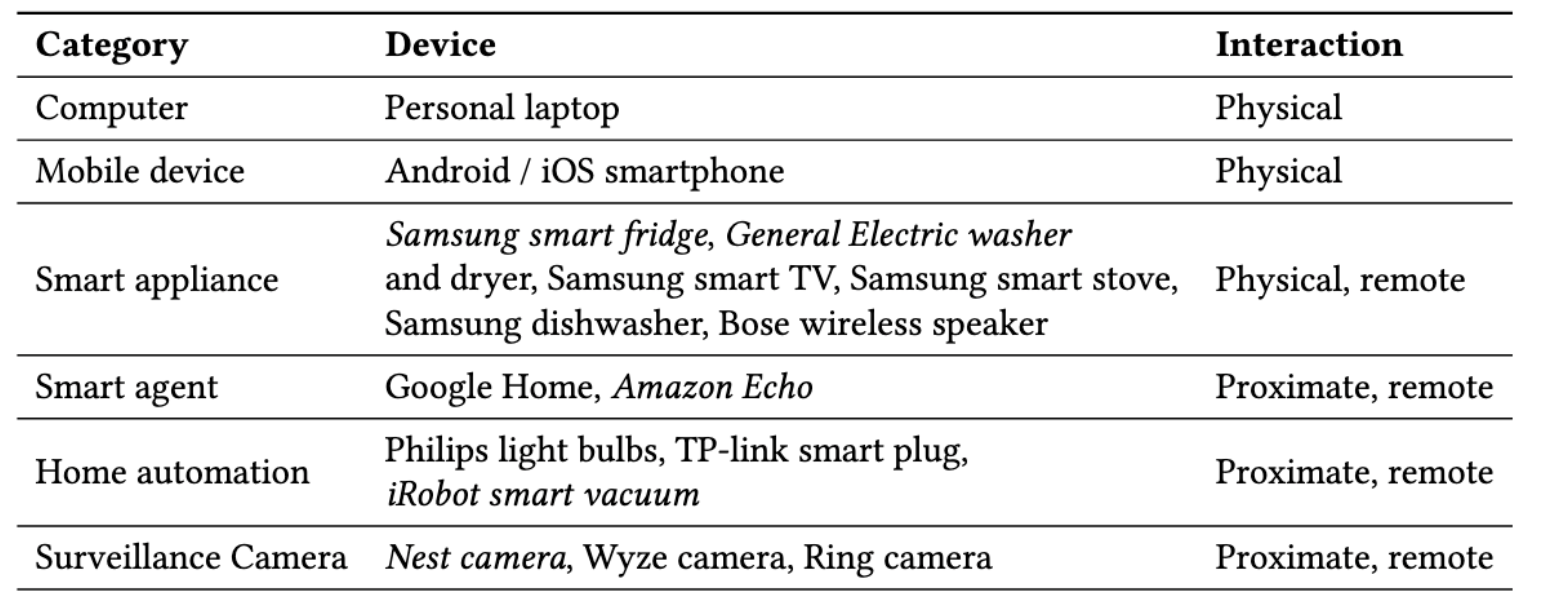 Category Device Interaction
Computer Personal laptop Physical
Mobile device Android / iOS smartphone Physical
Samsung smart fridge, General Electric washer
Smart appliance and dryer, Samsung smart TV, Samsung smart stove, Physical, remote
Samsung dishwasher, Bose wireless speaker
Smart agent Google Home, Amazon Echo Proximate, remote
Philips light bulbs, TP-link smart plug,
Home automation Proximate, remote
iRobot smart vacuum
Surveillance Camera Nest camera, Wyze camera, Ring camera Proximate, remote